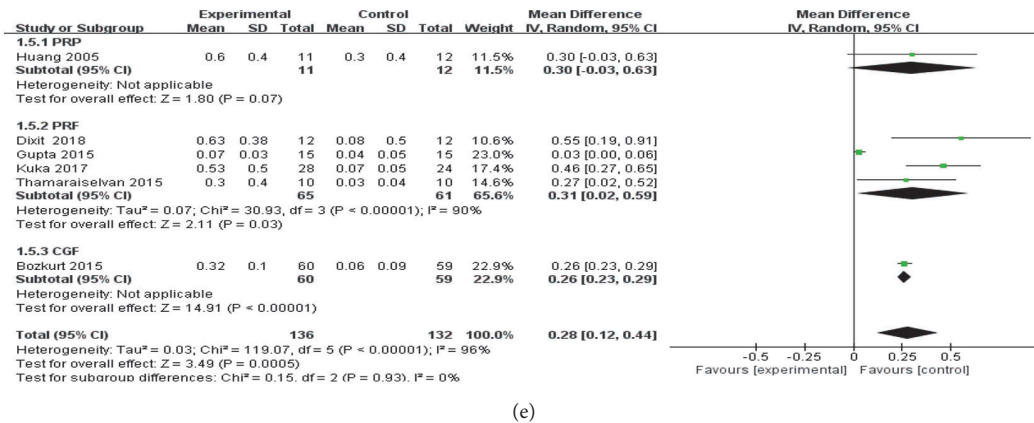 Experimental Control Mean Difference Mean Difference
Study or Subgroup Mean SD Total Mean SD Total Weight IV, Random, 95% CI IV, Random, 95% CI
1.5.1 PRP
Huang 2005 0.6 0.4 11 0.3 0.4 12 11.5% 0.30 [-0.03, 0.63]
Subtotal (95% CI) 11 12 11.5% 0.30 [-0.03, 0.63]
Heterogeneity: Not applicable
Test for overall effect: Z = 1.80 (P = 0.07)
1.5.2 PRF
Dixit 2018 0.63 0.38 12 0.08 0.5 12 10.6% 0.55 [0.19, 0.91]
Gupta 2015 0.07 0.03 15 0.04 0.05 15 23.0% 0.03 [0.00, 0.06]
Kuka 2017 0.53 0.5 28 0.07 0.05 24 17.4% 0.46 [0.27, 0.65]
Thamaraiselvan 2015 0.3 0.4 10 0.03 0.04 10 14.6% 0.27 [0.02, 0.52]
Subtotal (95% CI) 65 61 65.6% 0.31 [0.02, 0.59]
Heterogeneity: Tau² = 0.07; Chi² = 30.93, df = 3 (P < 0.00001); I² = 90%
Test for overall effect: Z = 2.11 (P = 0.03)
1.5.3 CGF
Bozkurt 2015 0.32 0.1 60 0.06 0.09 59 22.9% 0.26 [0.23, 0.29]
Subtotal (95% CI) 60 59 22.9% 0.26 [0.23, 0.29]
Heterogeneity: Not applicable
Test for overall effect: Z = 14.91 (P < 0.00001)
Total (95% CI) 136 132 100.0% 0.28 [0.12, 0.44]
Heterogeneity: Tau² = 0.03; Chi² = 119.07, df = 5 (P < 0.00001); I² = 96%
Test for overall effect: Z = 3.49 (P = 0.0005)
Test for subgroup differences: Chi² = 0.15, df = 2 (P = 0.93), I² = 0%
-0.5 -0.25 0 0.25 0.5
Favours [experimental] Favours [control]
(e)